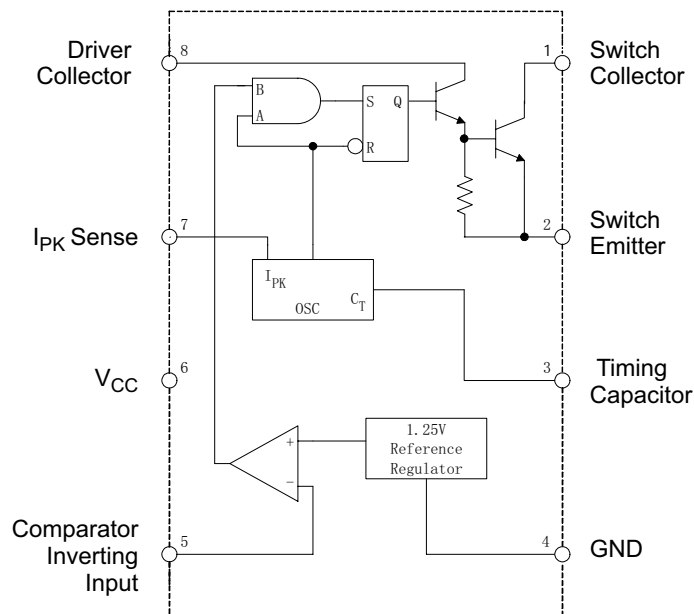 Driver
Collector
8
1
Switch
Collector
B
A
S
Q
R
I_PK Sense
7
2
Switch
Emitter
I_PK
OSC
C_T
V_CC
6
3
Timing
Capacitor
1.25V
Reference
Regulator
+
-
Comparator
Inverting
Input
5
4
GND